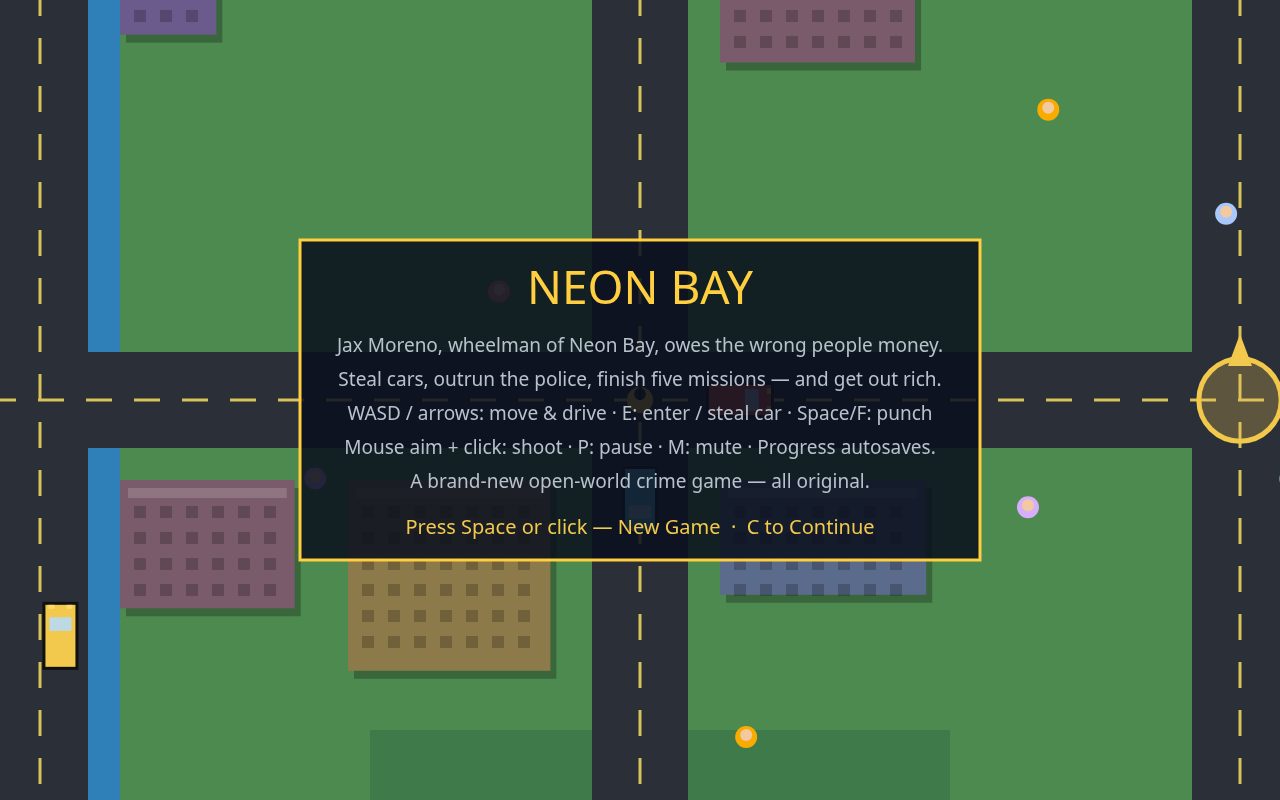 NEON BAY
Jax Moreno, wheelman of Neon Bay, owes the wrong people money.
Steal cars, outrun the police, finish five missions — and get out rich.
WASD / arrows: move & drive · E: enter / steal car · Space/F: punch
Mouse aim + click: shoot · P: pause · M: mute · Progress autosaves.
A brand-new open-world crime game — all original.
Press Space or click — New Game · C to Continue